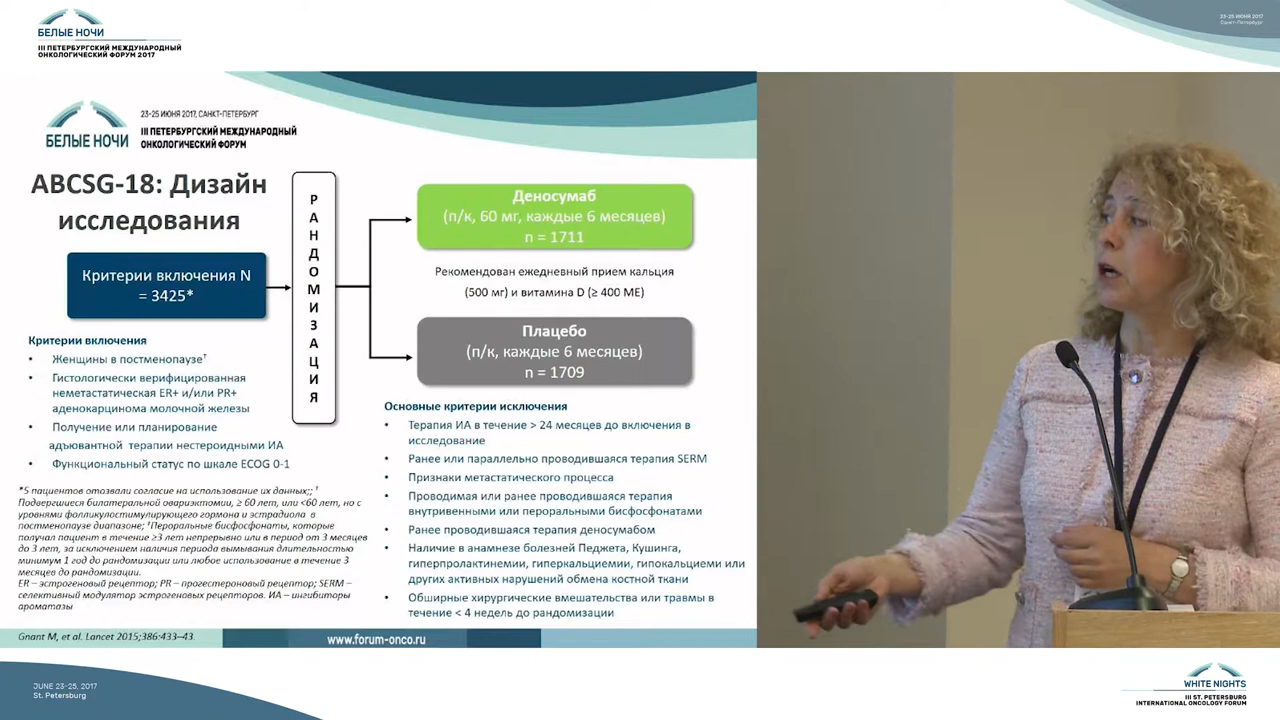 БЕЛЫЕ НОЧИ
III ПЕТЕРБУРГСКИЙ МЕЖДУНАРОДНЫЙ
ОНКОЛОГИЧЕСКИЙ ФОРУМ 2017
23-25 ИЮНЯ 2017
Санкт-Петербург
БЕЛЫЕ НОЧИ
23-25 ИЮНЯ 2017, САНКТ-ПЕТЕРБУРГ
III ПЕТЕРБУРГСКИЙ МЕЖДУНАРОДНЫЙ
ОНКОЛОГИЧЕСКИЙ ФОРУМ
ABCSG-18: Дизайн
исследования
Критерии включения N
= 3425*
РАНДОМИЗАЦИЯ
Деносумаб
(п/к, 60 мг, каждые 6 месяцев)
n = 1711
Рекомендован ежедневный прием кальция
(500 мг) и витамина D (≥ 400 МЕ)
Плацебо
(п/к, каждые 6 месяцев)
n = 1709
Критерии включения
• Женщины в постменопаузе†
• Гистологически верифицированная
неметастатическая ER+ и/или PR+
аденокарцинома молочной железы
• Получение или планирование
адъювантной терапии нестероидными ИА
• Функциональный статус по шкале ECOG 0-1
*5 пациентов отозвали согласие на использование их данных;; †
Подвергшиеся билатеральной овариэктомии, ≥ 60 лет, или <60 лет, но с
уровнями фолликулостимулирующего гормона и эстрадиола в
постменопаузе диапазоне; †Пероральные бисфосфонаты, которые
получал пациент в течение ≥3 лет непрерывно или в период от 3 месяцев
до 3 лет, за исключением наличия периода вымывания длительностью
минимум 1 год до рандомизации или любое использование в течение 3
месяцев до рандомизации.
ER – эстрогеновый рецептор; PR – прогестероновый рецептор; SERM –
селективный модулятор эстрогеновых рецепторов. ИА – ингибиторы
ароматазы
Основные критерии исключения
• Терапия ИА в течение > 24 месяцев до включения в
исследование
• Ранее или параллельно проводившаяся терапия SERM
• Признаки метастатического процесса
• Проводимая или ранее проводившаяся терапия
внутривенными или пероральными бисфосфонатами
• Ранее проводившаяся терапия деносумабом
• Наличие в анамнезе болезней Педжета, Кушинга,
гиперпролактинемии, гиперкальциемии, гипокальциемии или
других активных нарушений обмена костной ткани
• Обширные хирургические вмешательства или травмы в
течение < 4 недель до рандомизации
Gnant M, et al. Lancet 2015;386:433–43.
www.forum-onco.ru
JUNE 23-25, 2017
St. Petersburg
WHITE NIGHTS
III ST. PETERSBURG
INTERNATIONAL ONCOLOGY FORUM